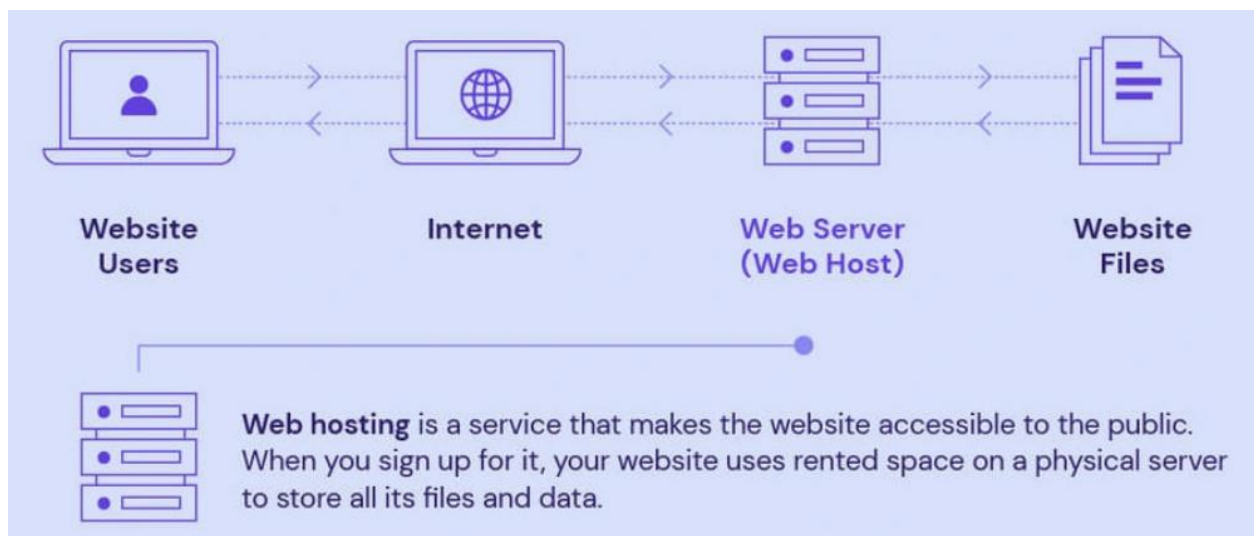 Website
Users
Internet
Web Server
(Web Host)
Website
Files
Web hosting is a service that makes the website accessible to the public.
When you sign up for it, your website uses rented space on a physical server
to store all its files and data.